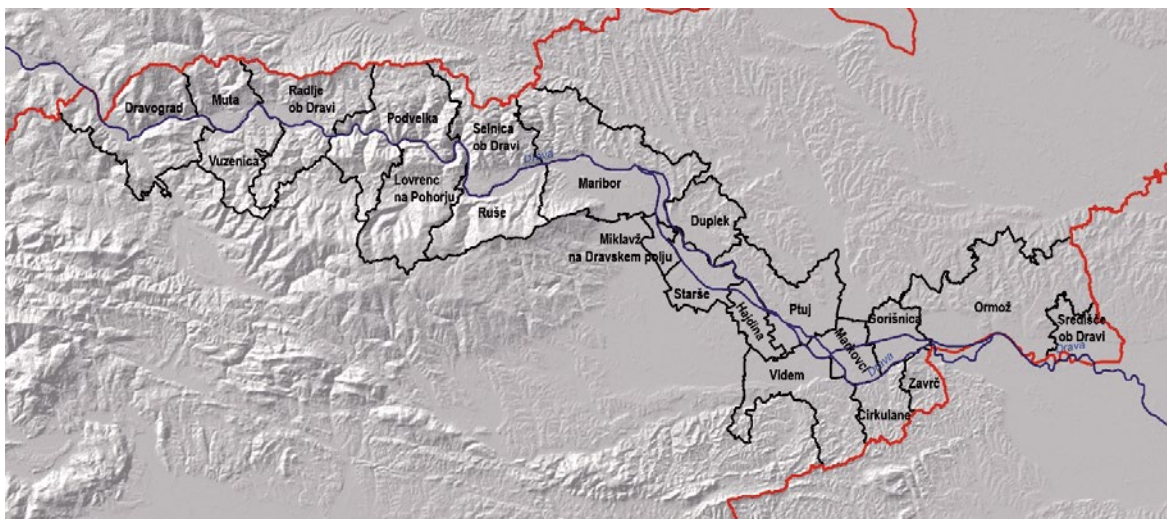 Dravograd
Muta
Radlje
ob Dravi
Podvelka
Selnica
ob Dravi
Drava
Vuzenica
Lovrenc
na Pohorju
Ruše
Maribor
Duplek
Miklavž
na Dravskem polju
Starše
Hajdina
Ptuj
Markovci
Gorišnica
Ormož
Središče
ob Dravi
Drava
Videm
Drava
Zavrč
Cirkulane